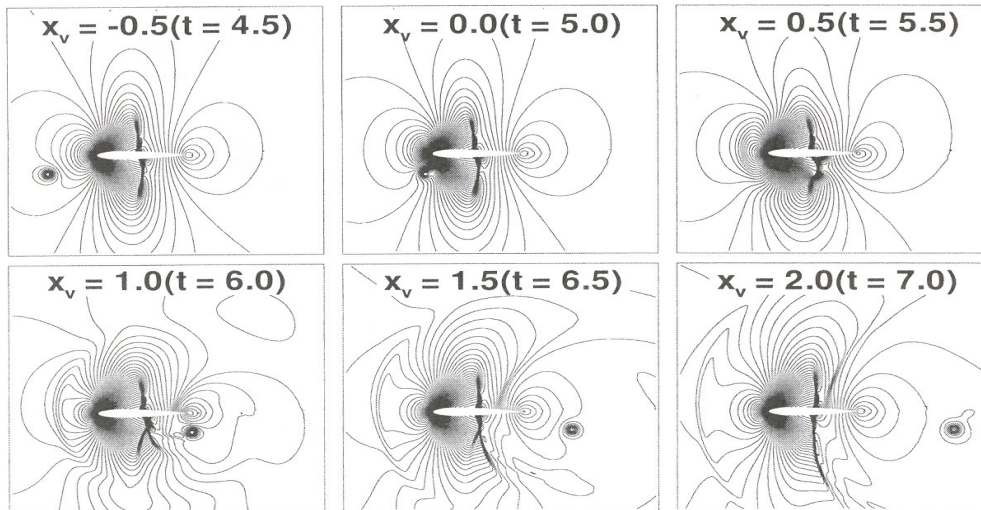 x_v = -0.5(t = 4.5)
x_v = 0.0(t = 5.0)
x_v = 0.5(t = 5.5)
x_v = 1.0(t = 6.0)
x_v = 1.5(t = 6.5)
x_v = 2.0(t = 7.0)